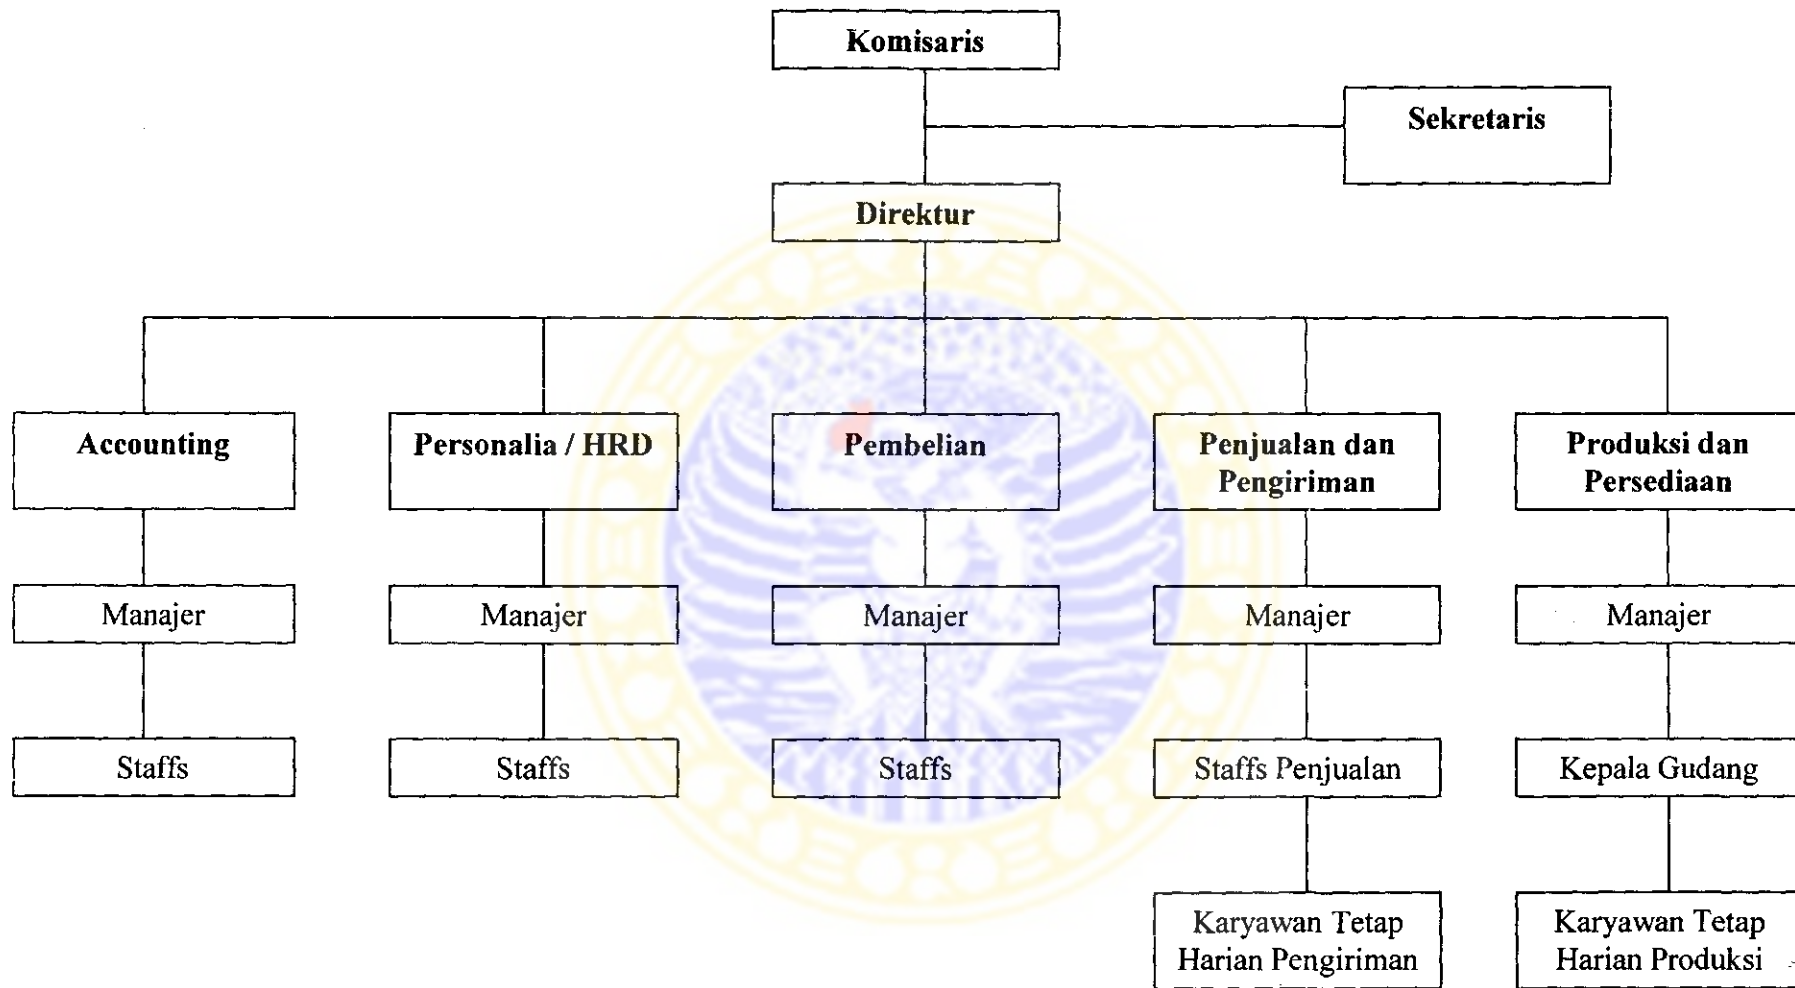 Komisaris
Sekretaris
Direktur
Accounting
Personalia / HRD
Pembelian
Penjualan dan
Pengiriman
Produksi dan
Persediaan
Manajer
Manajer
Manajer
Manajer
Manajer
Staffs
Staffs
Staffs
Staffs Penjualan
Kepala Gudang
Karyawan Tetap
Harian Pengiriman
Karyawan Tetap
Harian Produksi